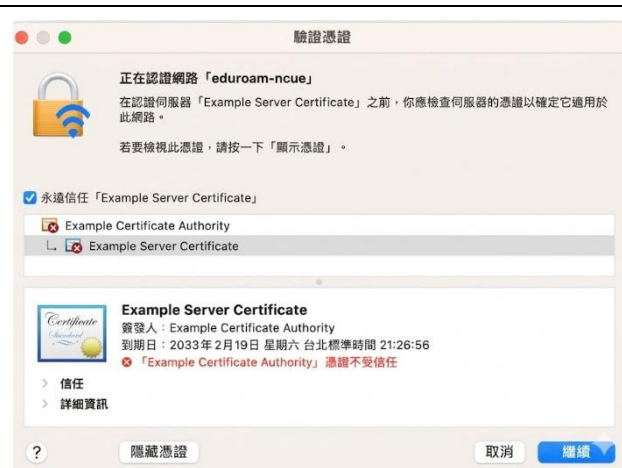 驗證憑證
正在認證網路「eduroam-ncue」
在認證伺服器「Example Server Certificate」之前，你應檢查伺服器的憑證以確定它適用於
此網路。
若要檢視此憑證，請按一下「顯示憑證」。
永遠信任「Example Server Certificate」
Example Certificate Authority
Example Server Certificate
Certificate
Standard
Example Server Certificate
簽發人：Example Certificate Authority
到期日：2033年2月19日 星期六 台北標準時間 21:26:56
「Example Certificate Authority」憑證不受信任
信任
詳細資訊
?
隱藏憑證
取消
繼續